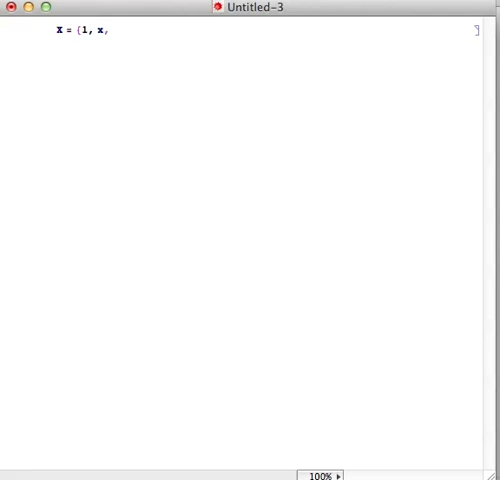 Untitled-3
X = {1, x,
100%